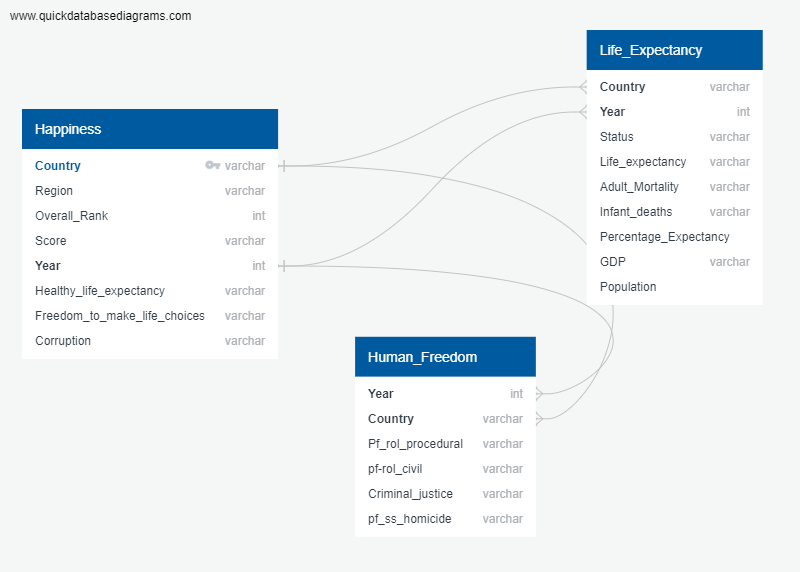 www.quickdatabasediagrams.com
Happiness
Country varchar
Region varchar
Overall_Rank int
Score varchar
Year int
Healthy_life_expectancy varchar
Freedom_to_make_life_choices varchar
Corruption varchar
Life_Expectancy
Country varchar
Year int
Status varchar
Life_expectancy varchar
Adult_Mortality varchar
Infant_deaths varchar
Percentage_Expectancy
GDP varchar
Population
Human_Freedom
Year int
Country varchar
Pf_rol_procedural varchar
pf-rol_civil varchar
Criminal_justice varchar
pf_ss_homicide varchar